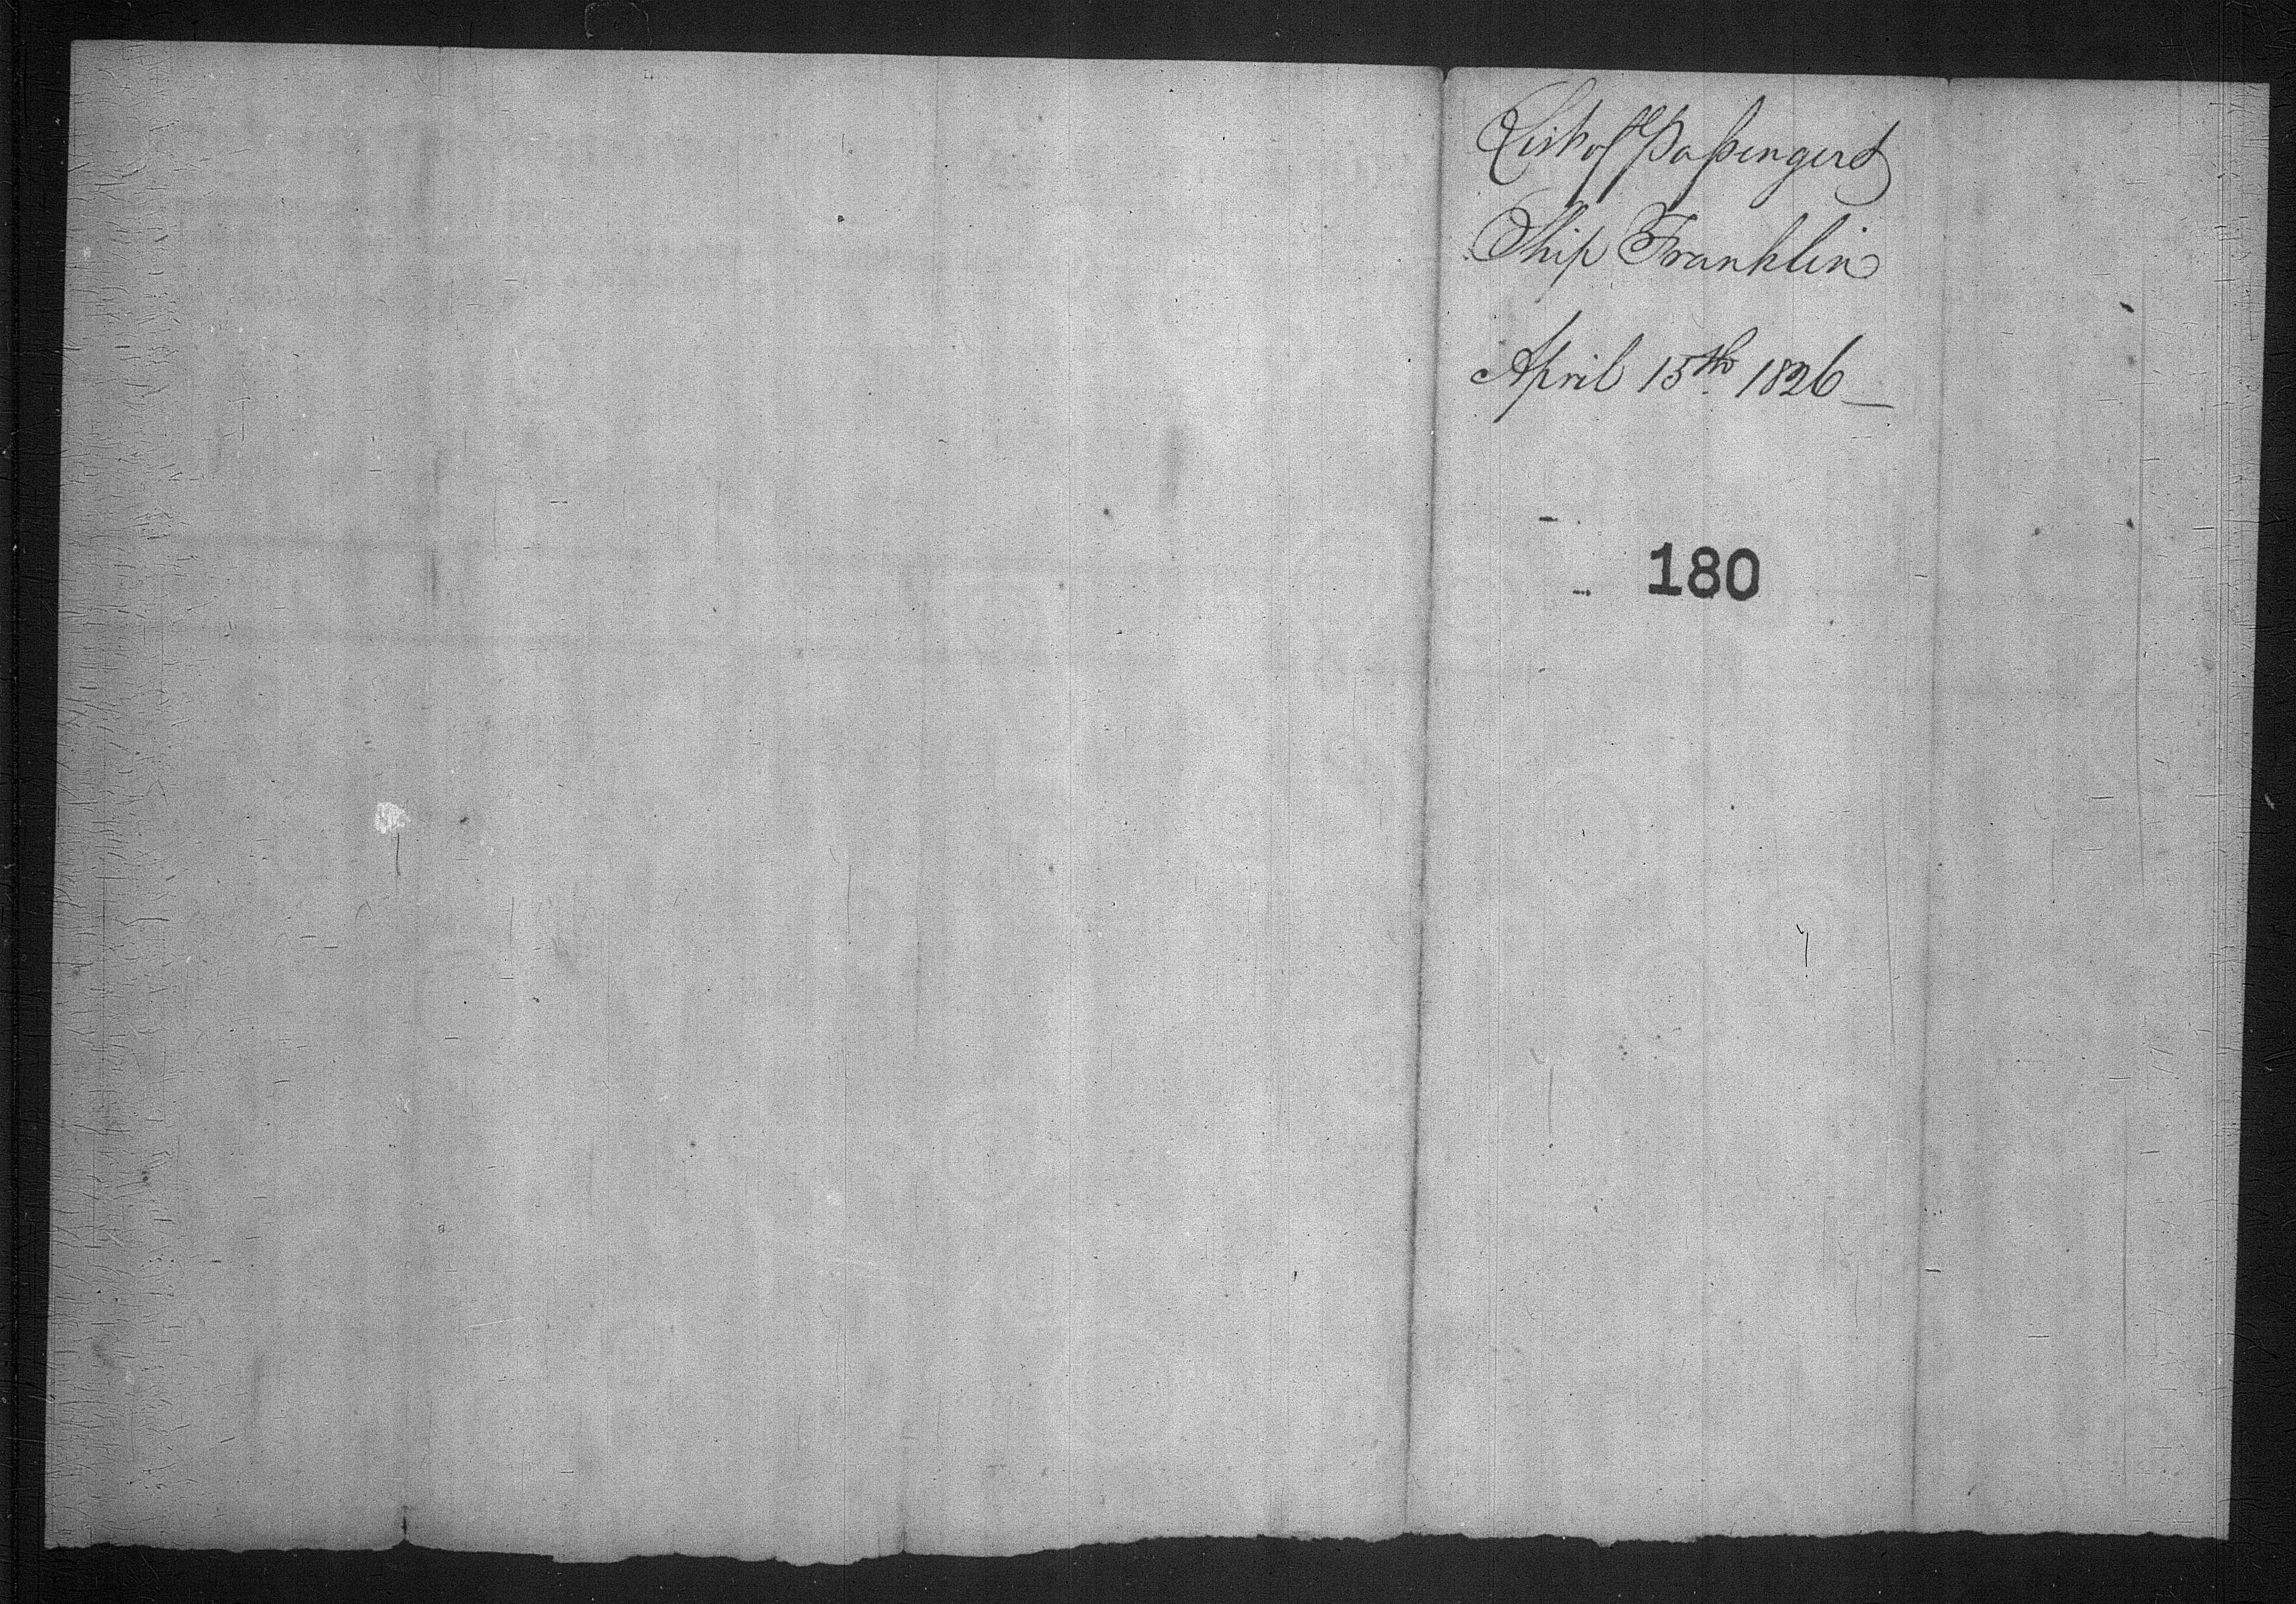 List of Passengers
Ship Franklin
April 15th 1826
180